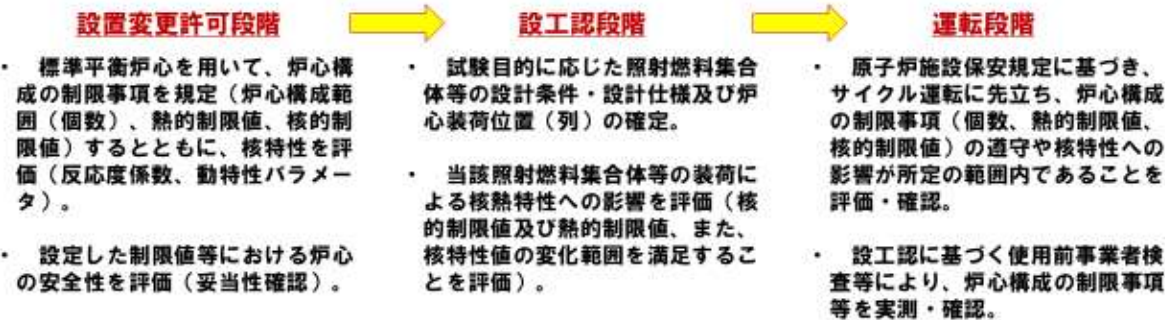 設置変更許可段階
・　標準平衡炉心を用いて、炉心構
成の制限事項を規定（炉心構成範
囲（個数）、熱的制限値、核的制
限値）するとともに、核特性を評
価（反応度係数、動特性パラメー
タ）。
・　設定した制限値等における炉心
の安全性を評価（妥当性確認）。
設工認段階
・　試験目的に応じた照射燃料集合
体等の設計条件・設計仕様及び炉
心装荷位置（列）の確定。
・　当該照射燃料集合体等の装荷に
よる核熱特性への影響を評価（核
的制限値及び熱的制限値、また、
核特性値の変化範囲を満足するこ
とを評価）。
運転段階
・　原子炉施設保安規定に基づき、
サイクル運転に先立ち、炉心構成
の制限事項（個数、熱的制限値、
核的制限値）の遵守や核特性への
影響が所定の範囲内であることを
評価・確認。
・　設工認に基づく使用前事業者検
査等により、炉心構成の制限事項
等を実測・確認。